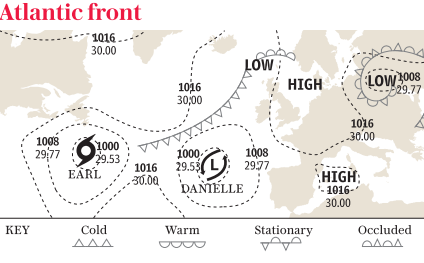 Atlantic front
1016
30.00
LOW
HIGH
LOW
1008
29.77
1016
30.00
1016
30.00
1008
29.77
1000
29.53
EARL
1016
30.00
1000
29.53
L
DANIELLE
1008
29.77
HIGH
1016
30.00
KEY
Cold
Warm
Stationary
Occluded